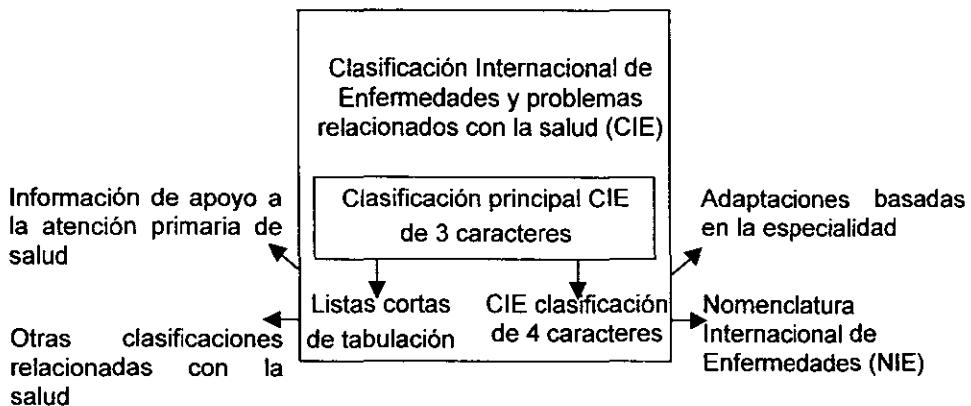 Clasificación Internacional de
Enfermedades y problemas
relacionados con la salud (CIE)
Clasificación principal CIE
de 3 caracteres
Información de apoyo a
la atención primaria de
salud
Adaptaciones basadas
en la especialidad
Listas cortas
de tabulación
CIE clasificación
de 4 caracteres
Otras clasificaciones
relacionadas con la
salud
Nomenclatura
Internacional de
Enfermedades (NIE)